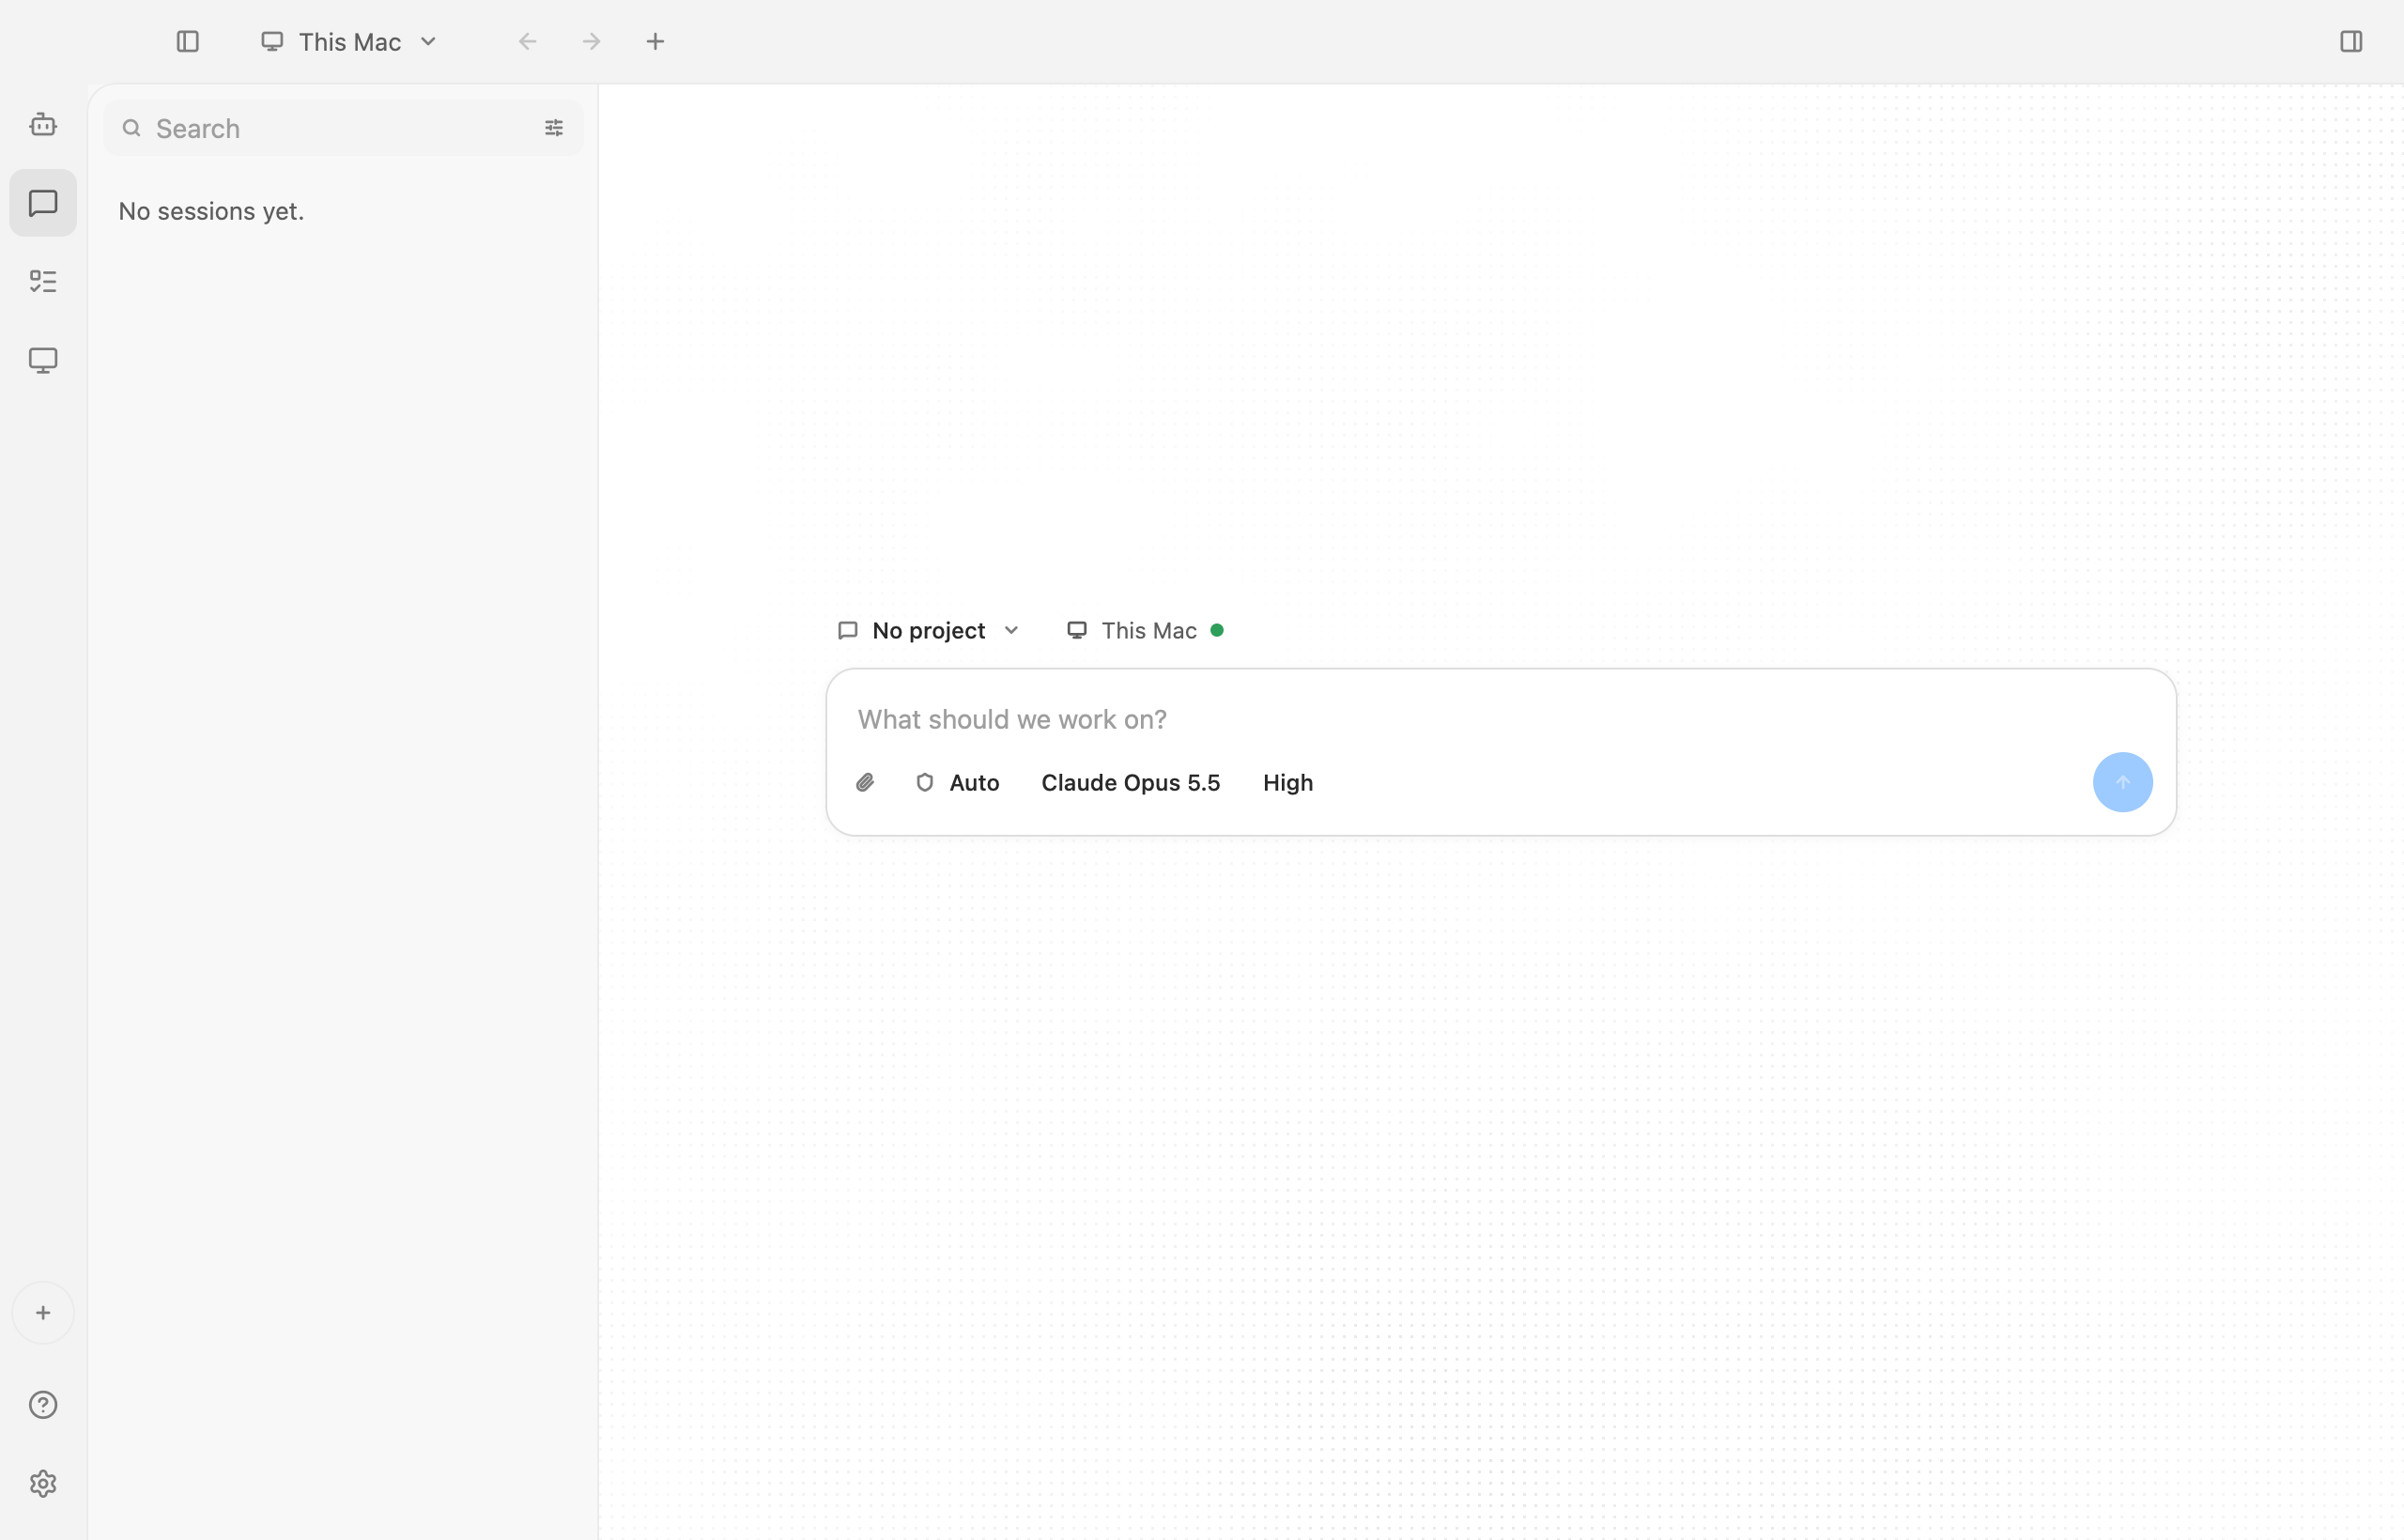 This Mac
Search
No sessions yet.
No project
This Mac
What should we work on?
Auto
Claude Opus 5.5
High